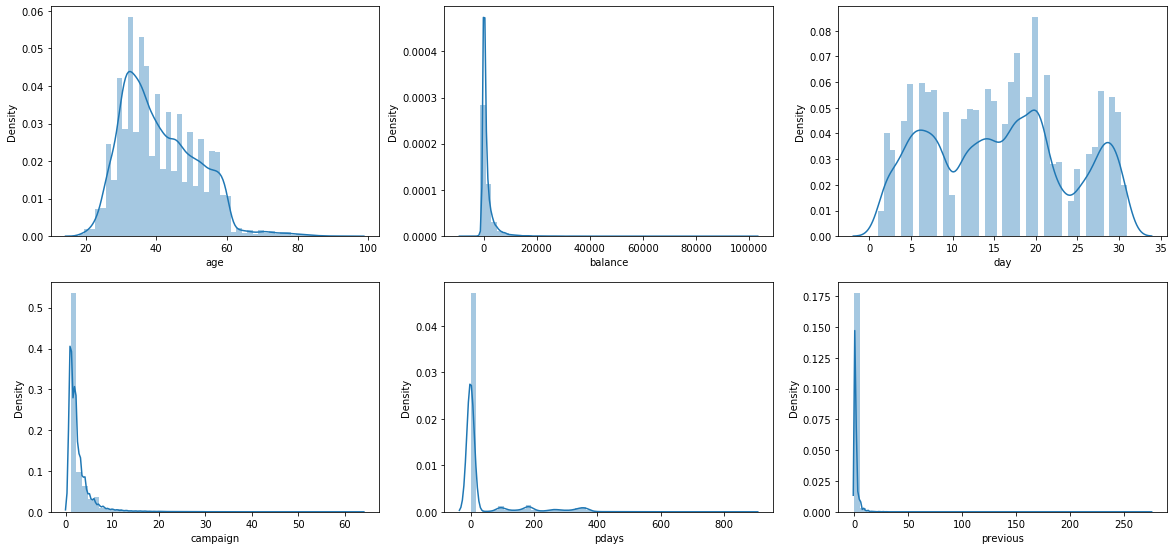 0.06
0.05
0.04
0.03
0.02
0.01
0.00
Density
20 40 60 80 100
age
0.0004
0.0003
0.0002
0.0001
0.0000
Density
0 20000 40000 60000 80000 100000
balance
0.08
0.07
0.06
0.05
0.04
0.03
0.02
0.01
0.00
Density
0 5 10 15 20 25 30 35
day
0.5
0.4
0.3
0.2
0.1
0.0
Density
0 10 20 30 40 50 60
campaign
0.04
0.03
0.02
0.01
0.00
Density
0 200 400 600 800
pdays
0.175
0.150
0.125
0.100
0.075
0.050
0.025
0.000
Density
0 50 100 150 200 250
previous